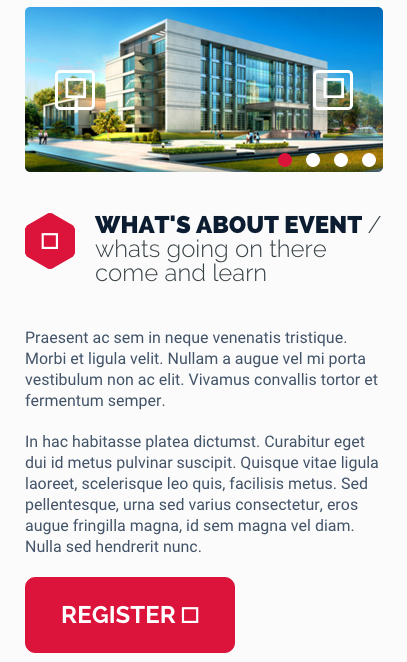 WHAT'S ABOUT EVENT /
whats going on there
come and learn
Praesent ac sem in neque venenatis tristique.
Morbi et ligula velit. Nullam a augue vel mi porta
vestibulum non ac elit. Vivamus convallis tortor et
fermentum semper.
In hac habitasse platea dictumst. Curabitur eget
dui id metus pulvinar suscipit. Quisque vitae ligula
laoreet, scelerisque leo quis, facilisis metus. Sed
pellentesque, urna sed varius consectetur, eros
augue fringilla magna, id sem magna vel diam.
Nulla sed hendrerit nunc.
REGISTER